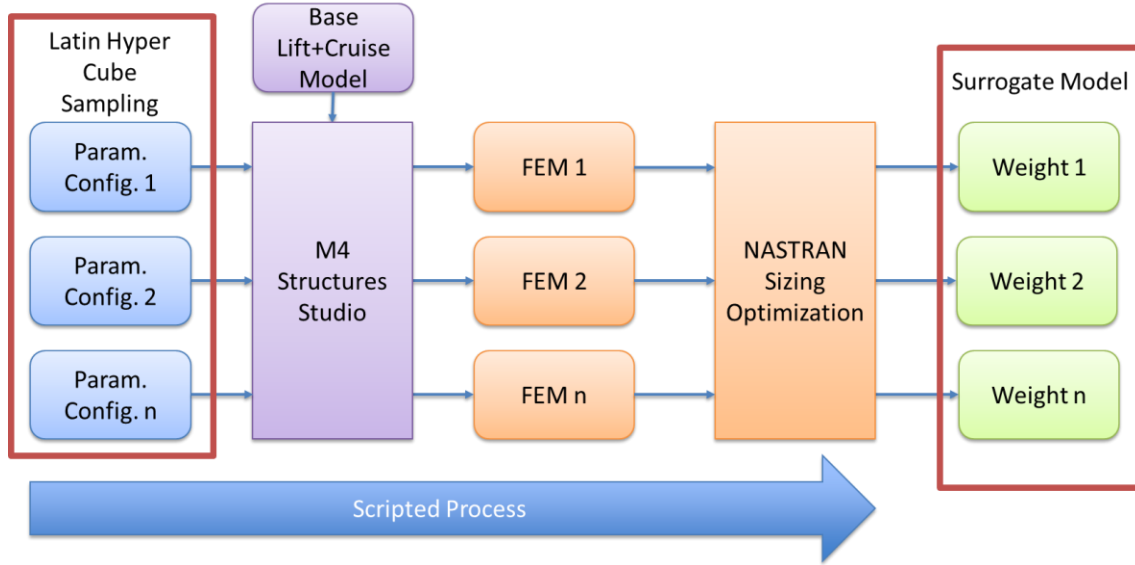 Latin Hyper
Cube
Sampling
Base
Lift+Cruise
Model
Surrogate Model
Param.
Config. 1
FEM 1
Weight 1
Param.
Config. 2
M4
Structures
Studio
FEM 2
NASTRAN
Sizing
Optimization
Weight 2
Param.
Config. n
FEM n
Weight n
Scripted Process